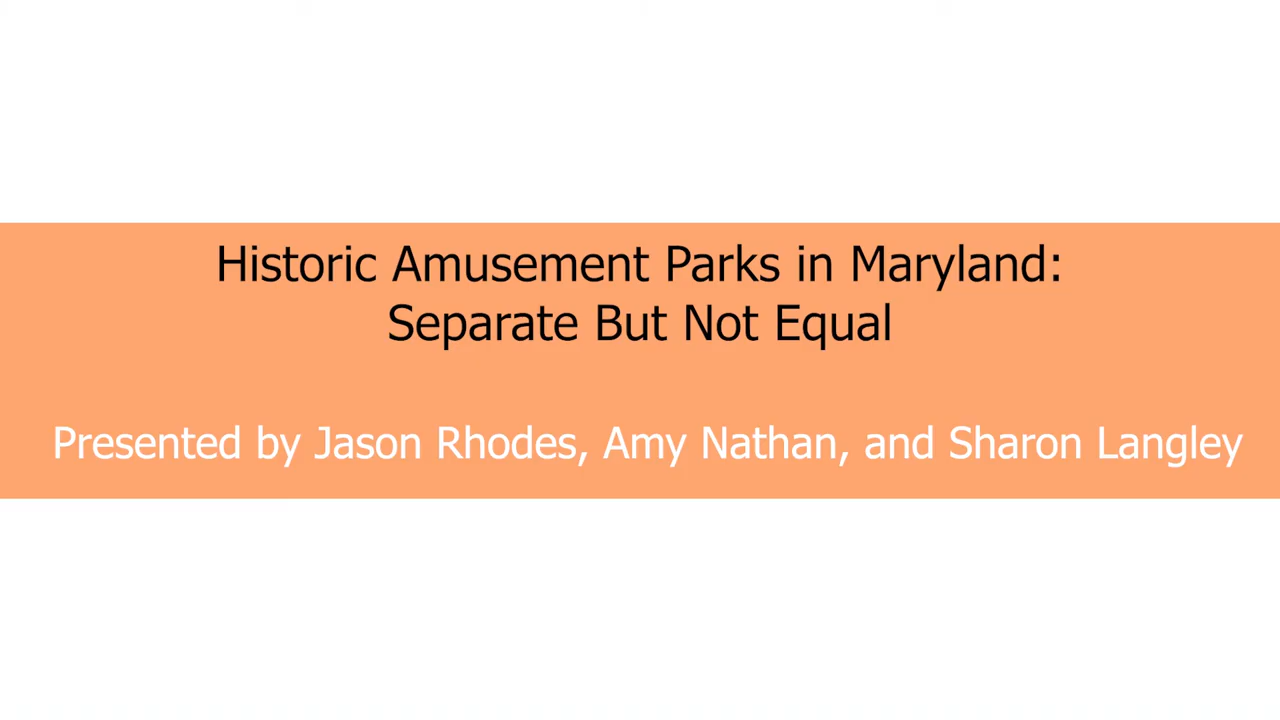 Historic Amusement Parks in Maryland:
Separate But Not Equal
Presented by Jason Rhodes, Amy Nathan, and Sharon Langley